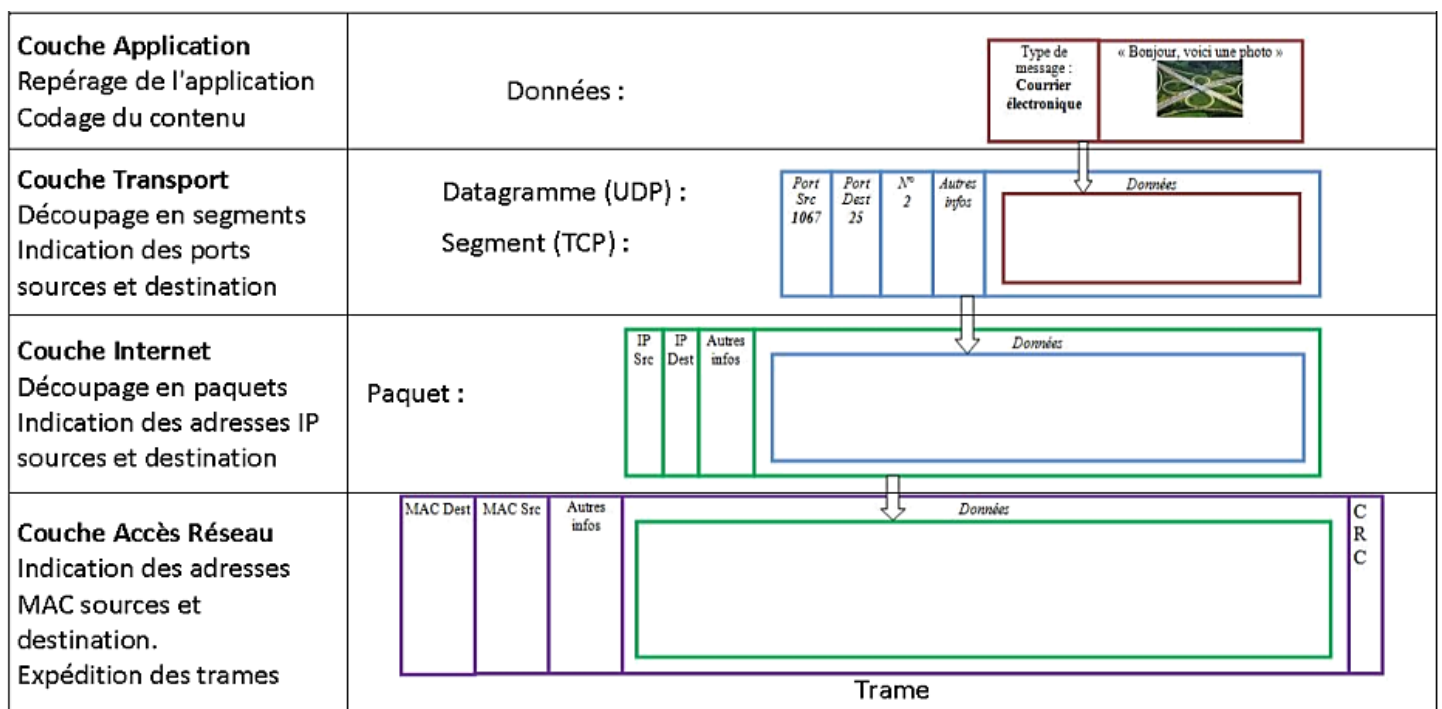 Couche Application
Repérage de l'application
Codage du contenu
Données :
Type de
message :
Courrier
électronique
« Bonjour, voici une photo »
Couche Transport
Découpage en segments
Indication des ports
sources et destination
Datagramme (UDP) :
Segment (TCP) :
Port
Src
1067
Port
Dest
25
N°
2
Autres
infos
Données
Couche Internet
Découpage en paquets
Indication des adresses IP
sources et destination
Paquet :
IP
Src
IP
Dest
Autres
infos
Données
Couche Accès Réseau
Indication des adresses
MAC sources et
destination.
Expédition des trames
MAC Dest
MAC Src
Autres
infos
Données
C
R
C
Trame